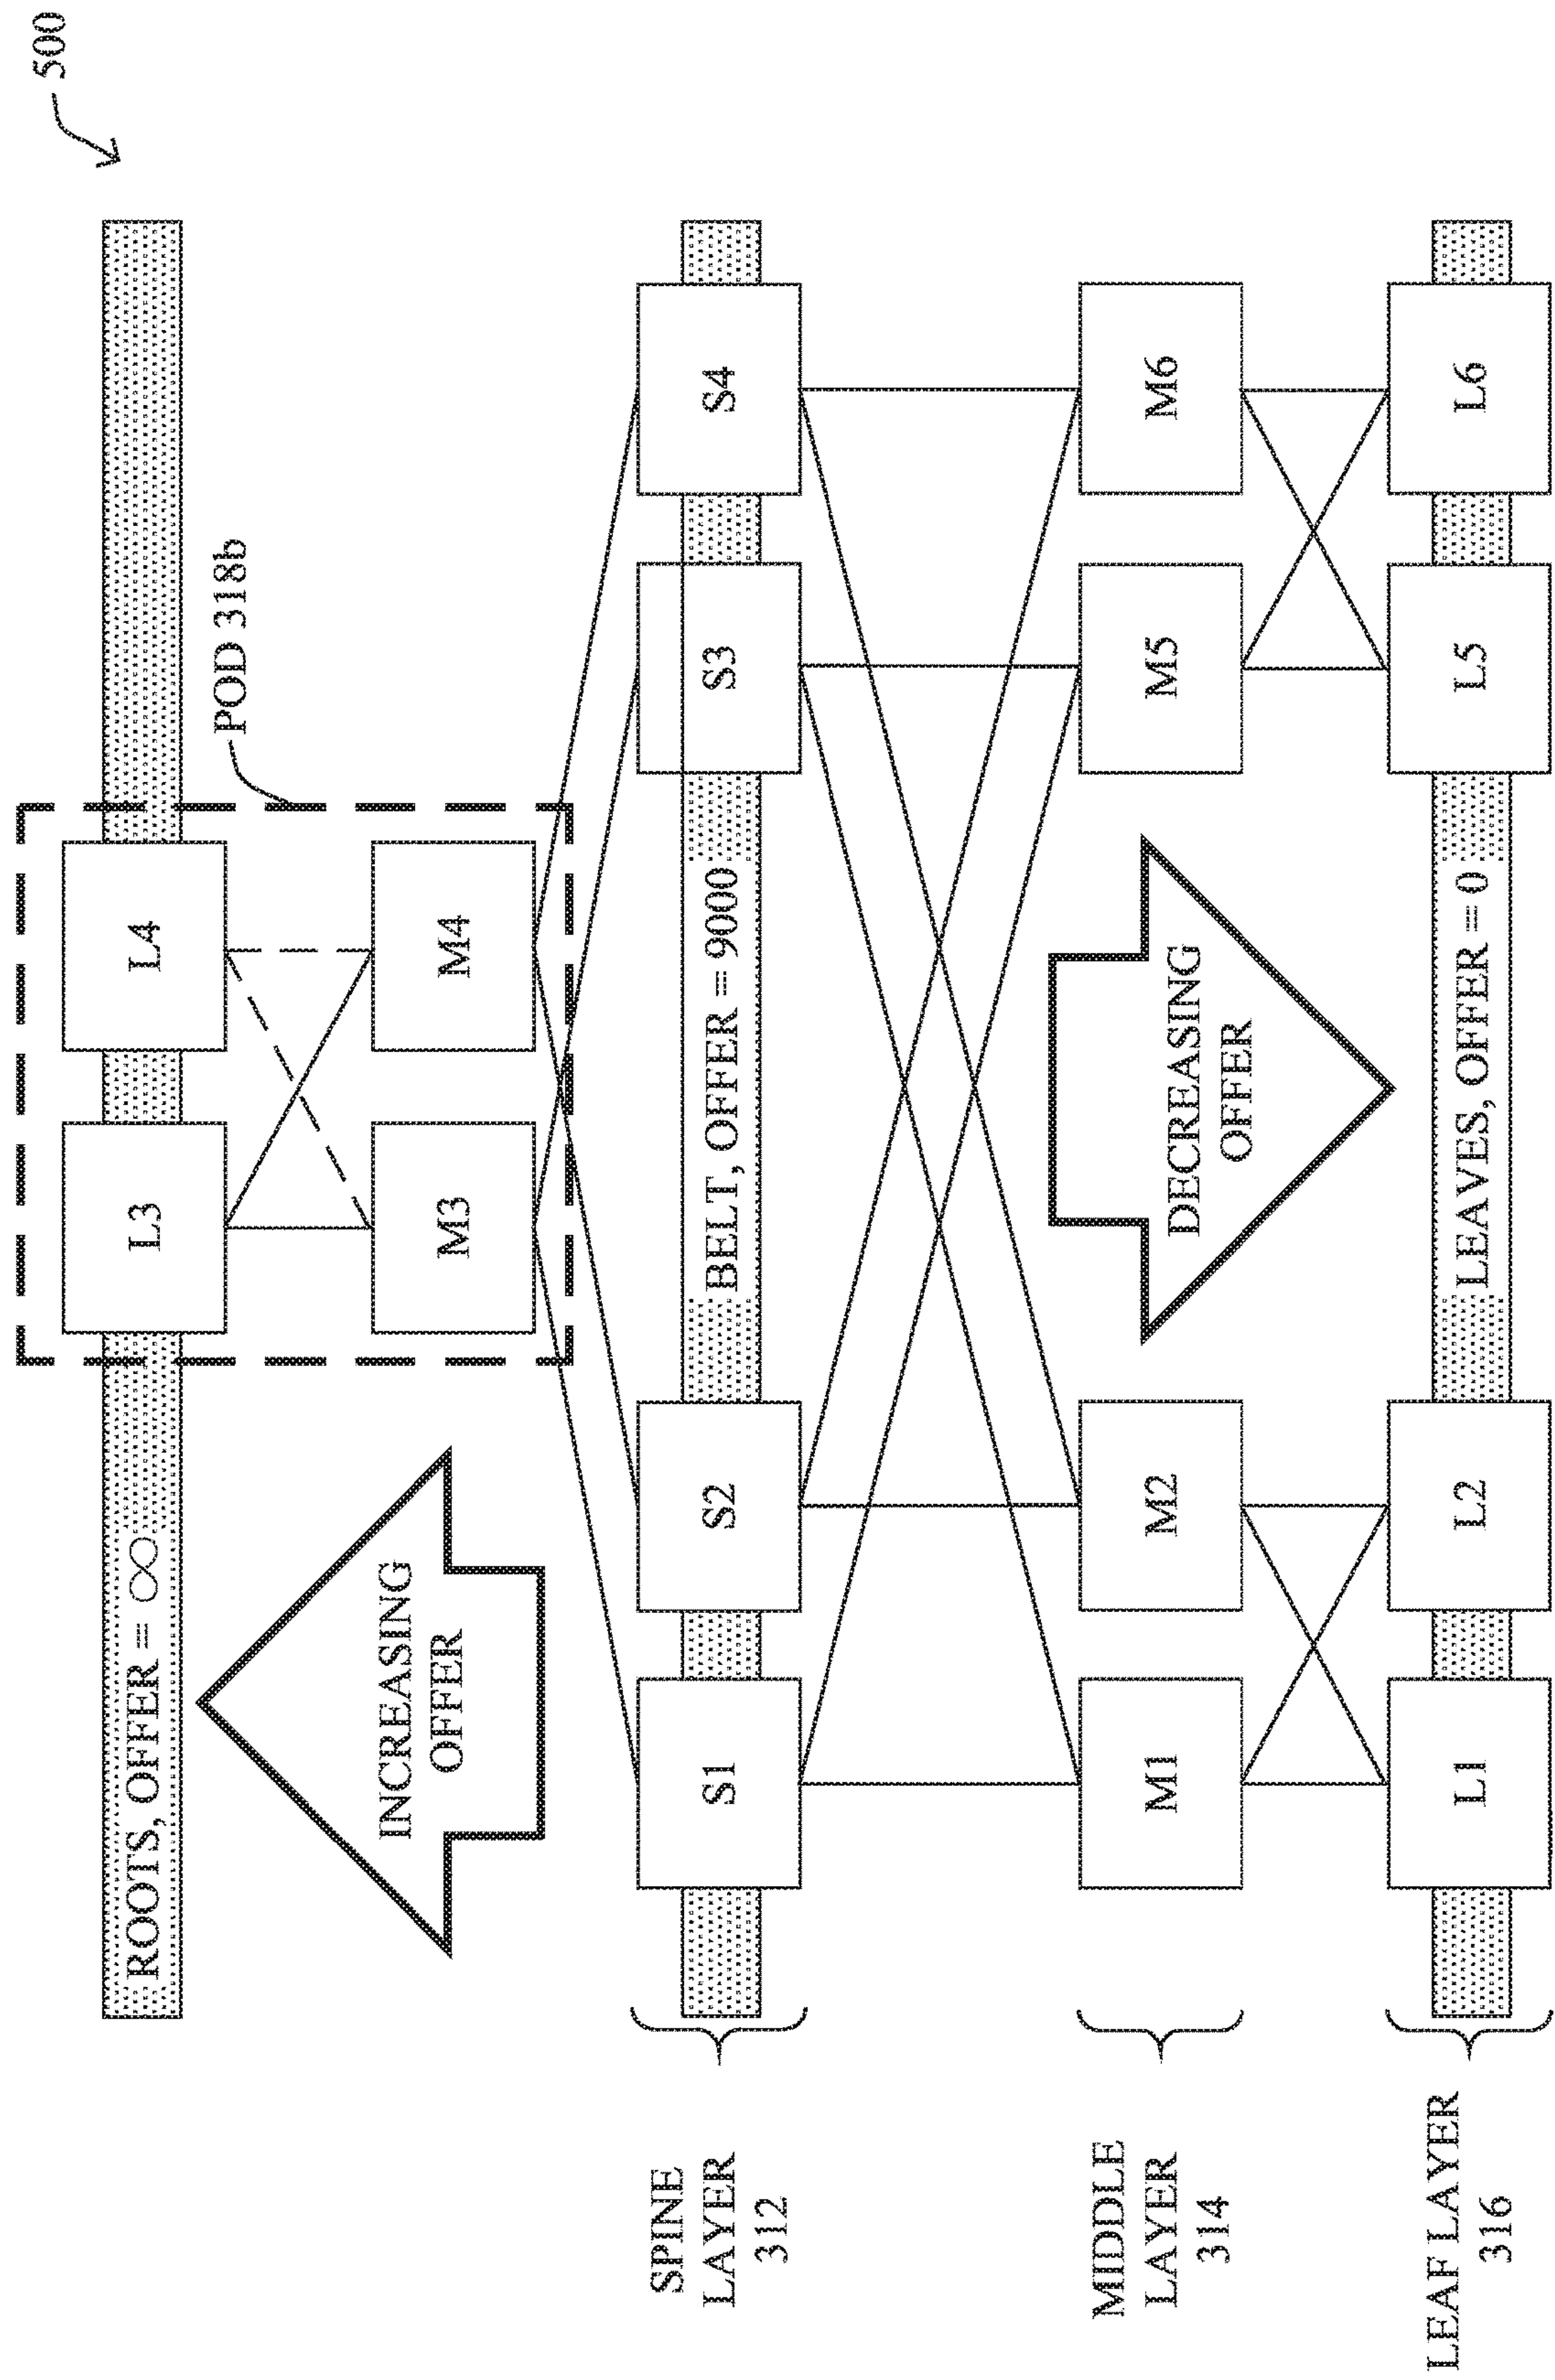 500
ROOTS, OFFER = ∞
L3
L4
POD 318b
INCREASING
OFFER
M3
M4
SPINE
LAYER
312
S1
S2
BELT, OFFER = 9000
S3
S4
MIDDLE
LAYER
314
M1
M2
DECREASING
OFFER
M5
M6
LEAF LAYER
316
L1
L2
LEAVES, OFFER = 0
L5
L6